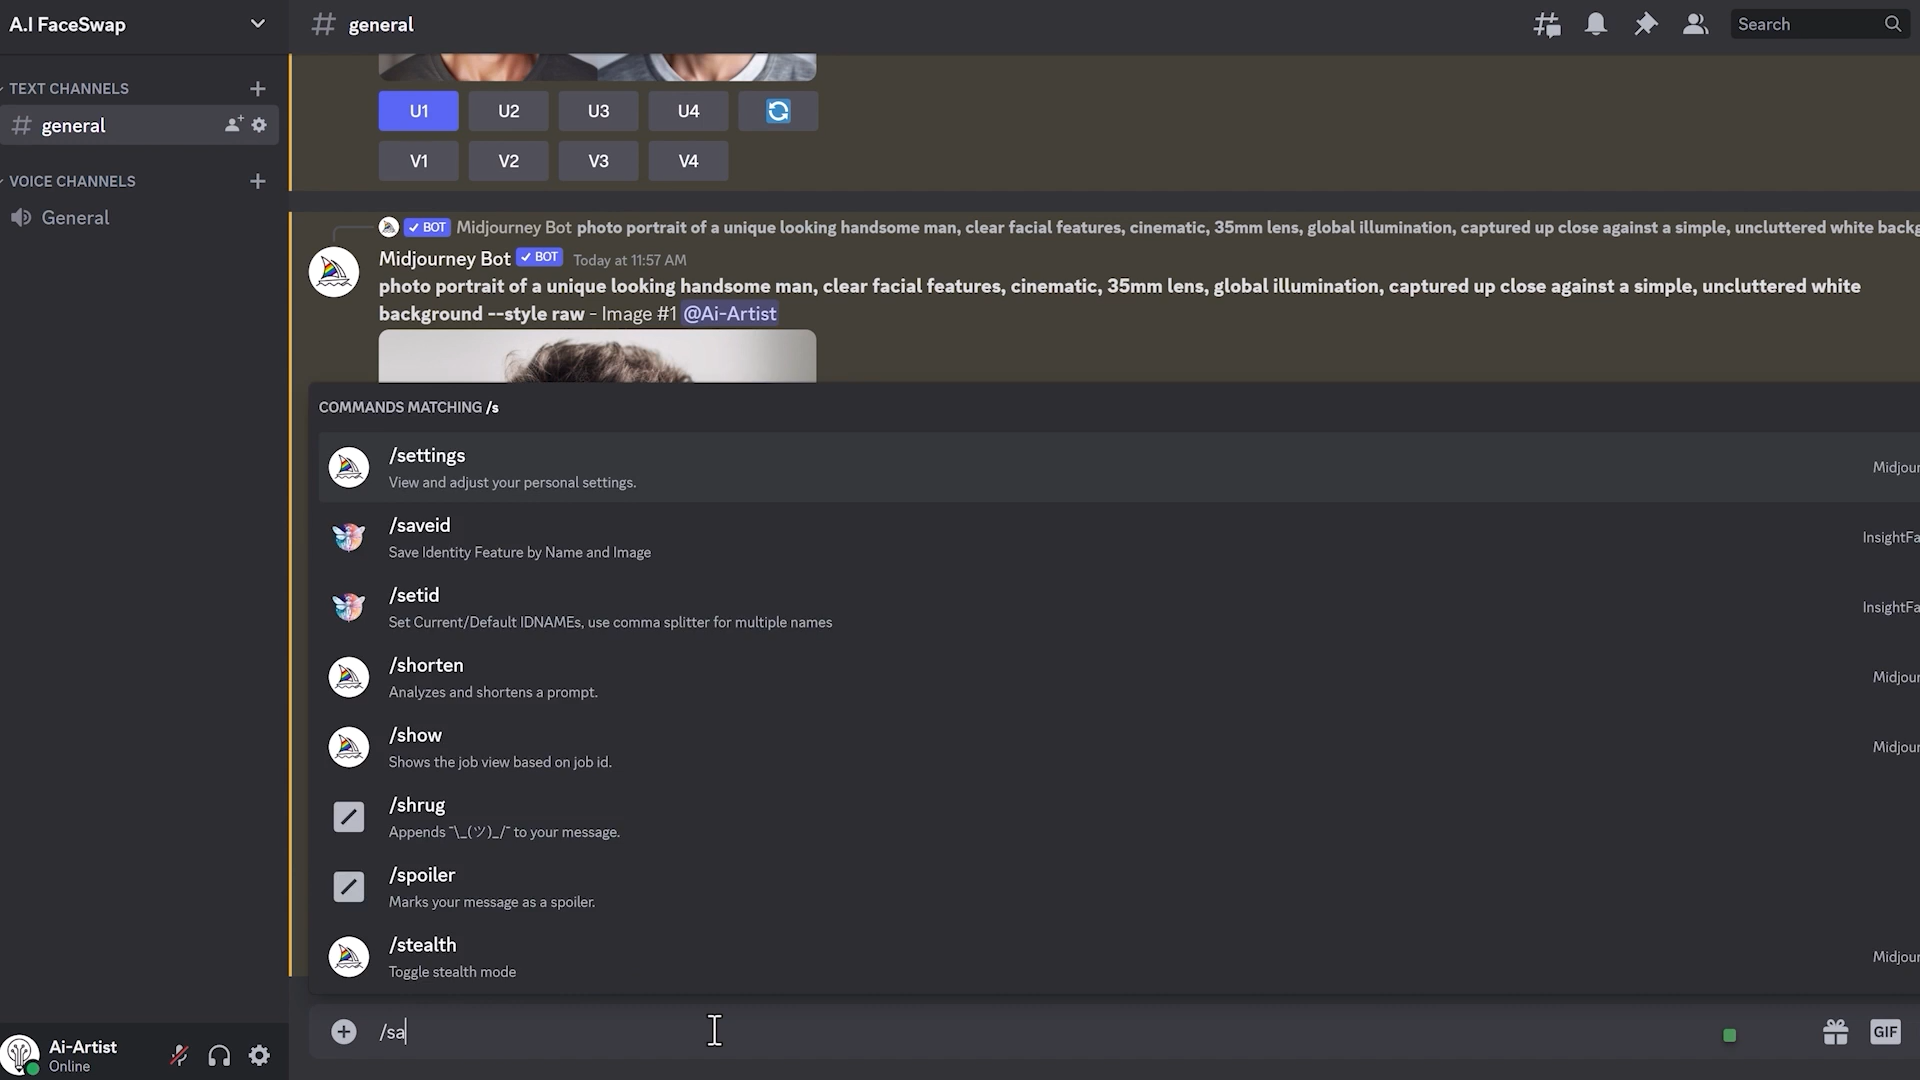 A.I FaceSwap
general
Search
TEXT CHANNELS
general
VOICE CHANNELS
General
U1 U2 U3 U4
V1 V2 V3 V4
BOT Midjourney Bot photo portrait of a unique looking handsome man, clear facial features, cinematic, 35mm lens, global illumination, captured up close against a simple, uncluttered white backg
Midjourney Bot BOT Today at 11:57 AM
photo portrait of a unique looking handsome man, clear facial features, cinematic, 35mm lens, global illumination, captured up close against a simple, uncluttered white
background --style raw - Image #1 @Ai-Artist
COMMANDS MATCHING /s
/settings
View and adjust your personal settings.
Midjour
/saveid
Save Identity Feature by Name and Image
InsightFa
/setid
Set Current/Default IDNAMEs, use comma splitter for multiple names
InsightFa
/shorten
Analyzes and shortens a prompt.
Midjour
/show
Shows the job view based on job id.
Midjour
/shrug
Appends ¯\_(ツ)_/¯ to your message.
/spoiler
Marks your message as a spoiler.
/stealth
Toggle stealth mode
Midjour
/sa
GIF
Ai-Artist
Online